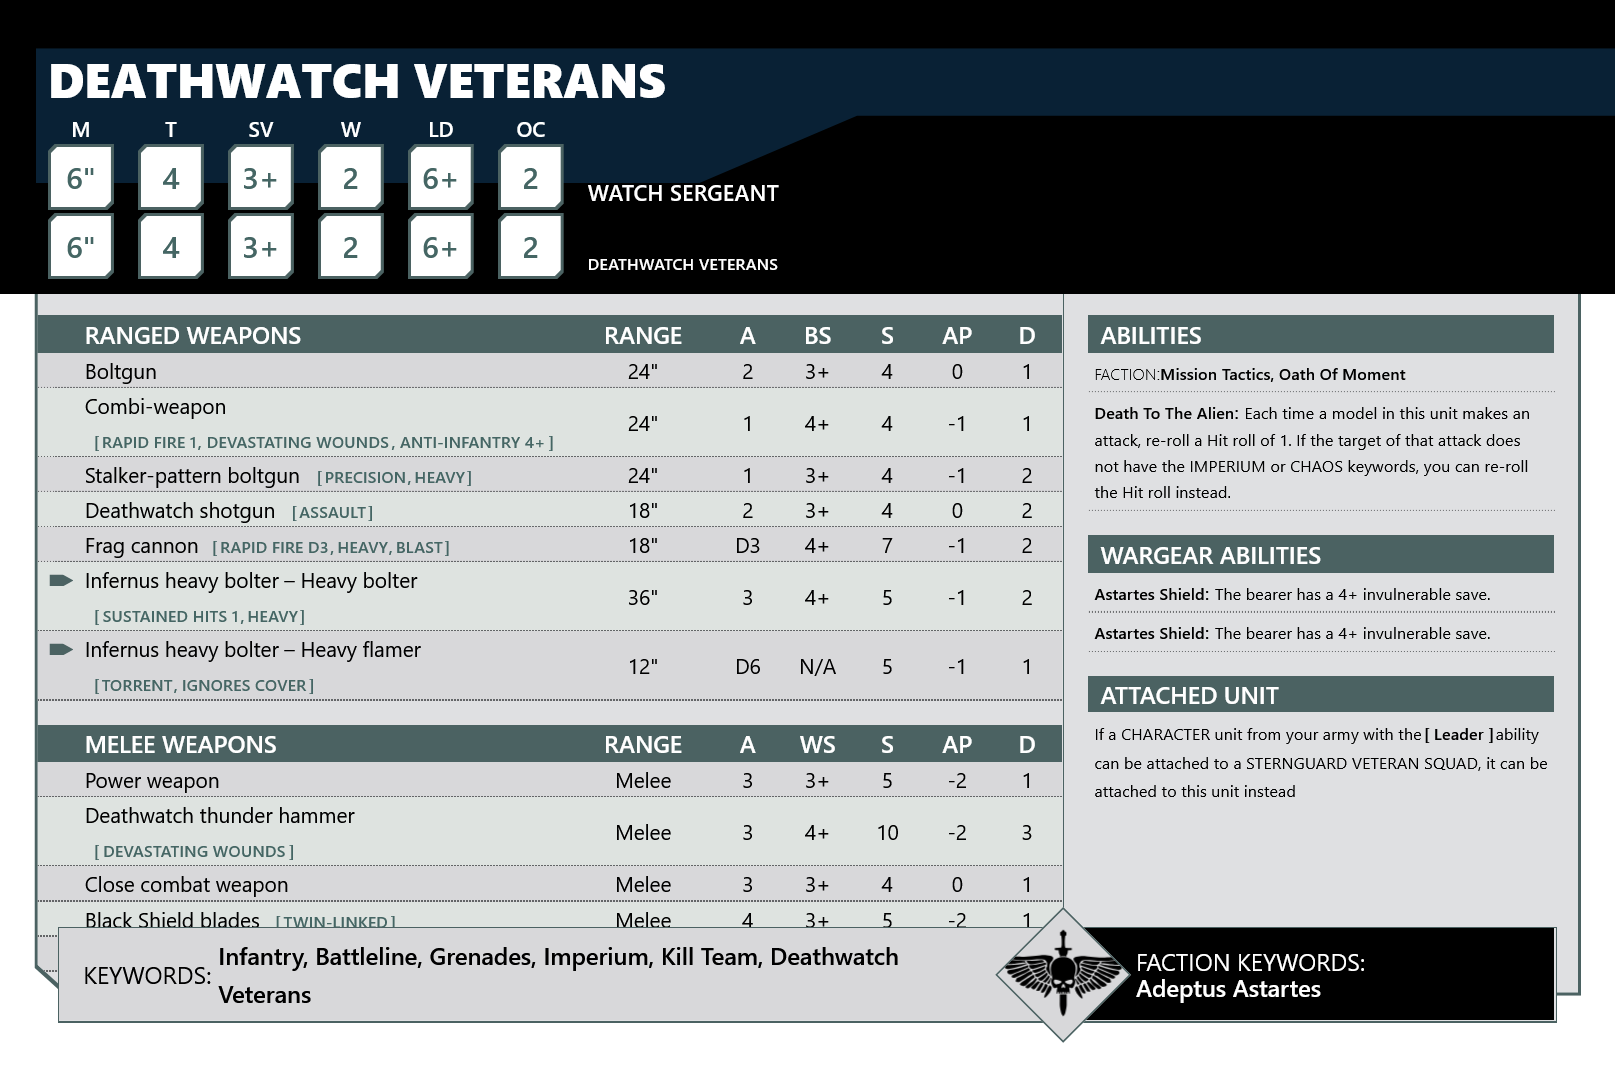 DEATHWATCH VETERANS
M T SV W LD OC
6" 4 3+ 2 6+ 2 WATCH SERGEANT
6" 4 3+ 2 6+ 2 DEATHWATCH VETERANS
RANGED WEAPONS RANGE A BS S AP D
Boltgun 24" 2 3+ 4 0 1
Combi-weapon
[RAPID FIRE 1, DEVASTATING WOUNDS, ANTI-INFANTRY 4+] 24" 1 4+ 4 -1 1
Stalker-pattern boltgun [PRECISION, HEAVY] 24" 1 3+ 4 -1 2
Deathwatch shotgun [ASSAULT] 18" 2 3+ 4 0 2
Frag cannon [RAPID FIRE D3, HEAVY, BLAST] 18" D3 4+ 7 -1 2
Infernus heavy bolter – Heavy bolter
[SUSTAINED HITS 1, HEAVY] 36" 3 4+ 5 -1 2
Infernus heavy bolter – Heavy flamer
[TORRENT, IGNORES COVER] 12" D6 N/A 5 -1 1
MELEE WEAPONS RANGE A WS S AP D
Power weapon Melee 3 3+ 5 -2 1
Deathwatch thunder hammer
[DEVASTATING WOUNDS] Melee 3 4+ 10 -2 3
Close combat weapon Melee 3 3+ 4 0 1
Black Shield blades [TWIN-LINKED] Melee 4 3+ 5 -2 1
ABILITIES
FACTION:Mission Tactics, Oath Of Moment
Death To The Alien: Each time a model in this unit makes an
attack, re-roll a Hit roll of 1. If the target of that attack does
not have the IMPERIUM or CHAOS keywords, you can re-roll
the Hit roll instead.
WARGEAR ABILITIES
Astartes Shield: The bearer has a 4+ invulnerable save.
Astartes Shield: The bearer has a 4+ invulnerable save.
ATTACHED UNIT
If a CHARACTER unit from your army with the[ Leader ]ability
can be attached to a STERNGUARD VETERAN SQUAD, it can be
attached to this unit instead
KEYWORDS: Infantry, Battleline, Grenades, Imperium, Kill Team, Deathwatch
Veterans
FACTION KEYWORDS:
Adeptus Astartes